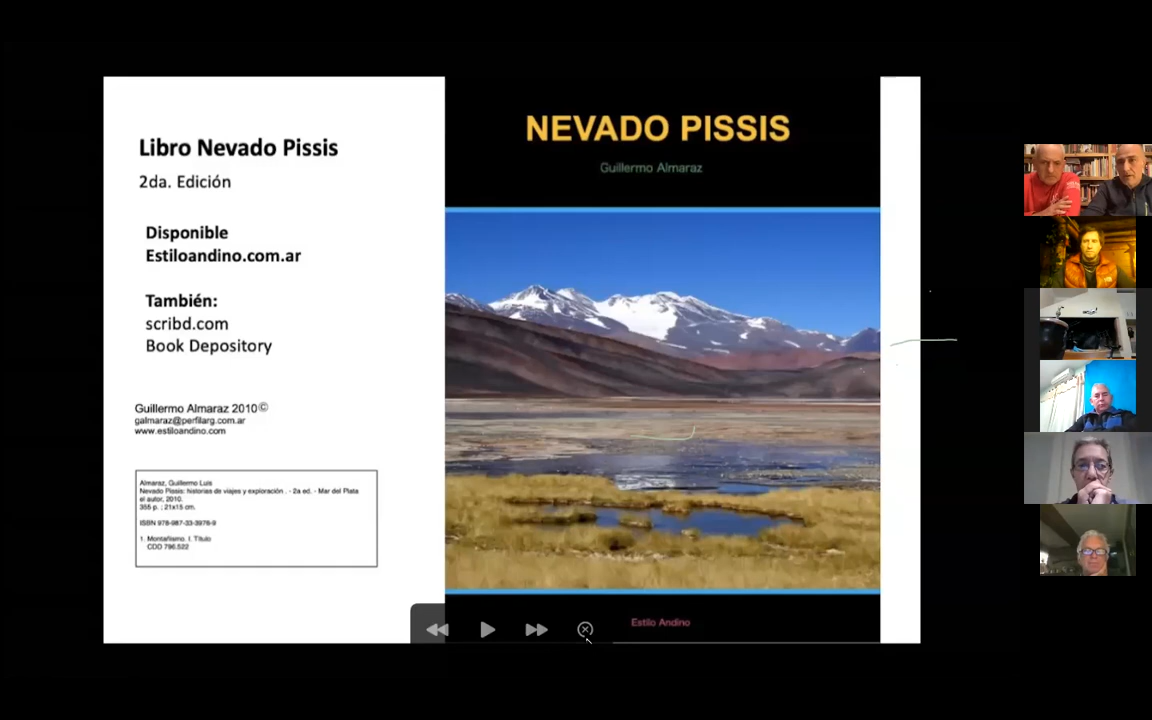 Libro Nevado Pissis
2da. Edición
Disponible
Estiloandino.com.ar
También:
scribd.com
Book Depository
Guillermo Almaraz 2010©
galmaraz@perfilarg.com.ar
www.estiloandino.com
Almaraz, Guillermo Luis
Nevado Pissis: historias de viajes y exploración . - 2a ed. - Mar del Plata
el autor, 2010.
355 p. ; 21x15 cm.
ISBN 978-987-33-3976-9
1. Montañismo. I. Título
CDD 796.522
NEVADO PISSIS
Guillermo Almaraz
Estilo Andino